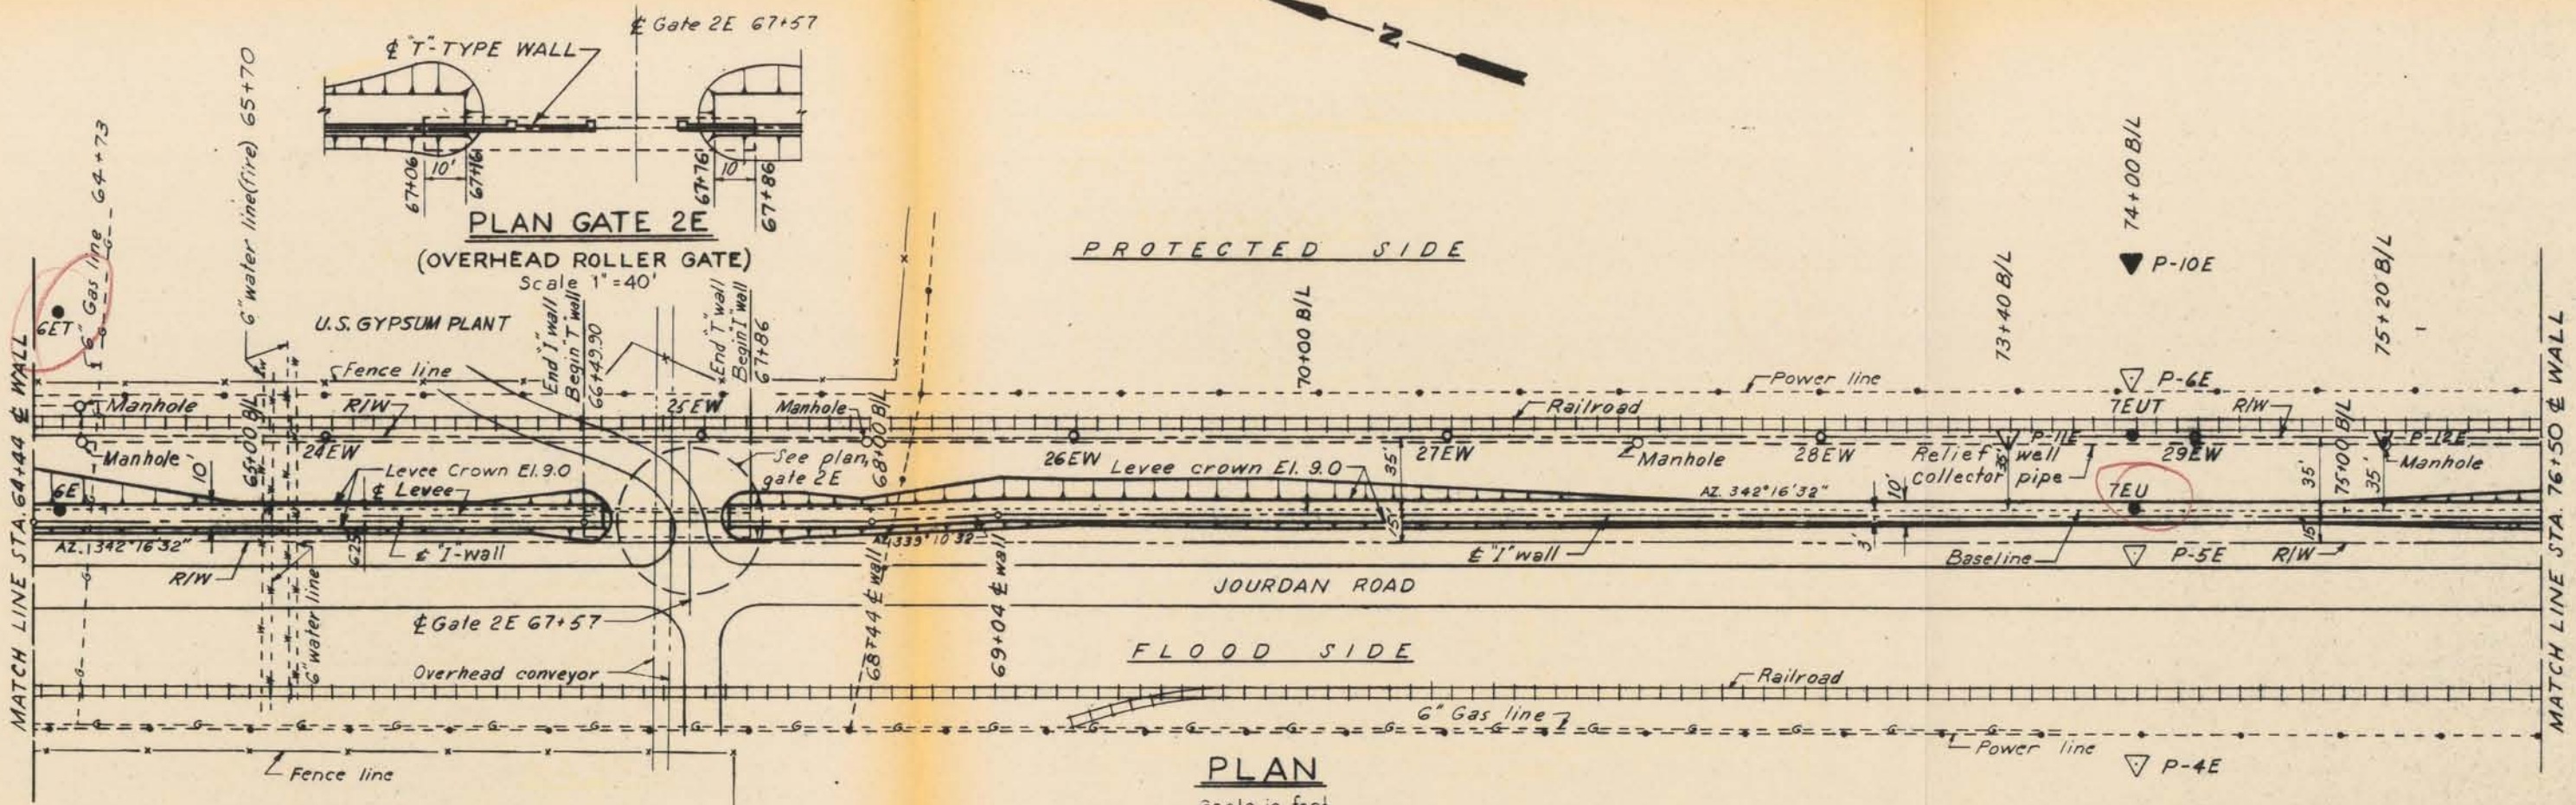 ℄ Gate 2E 67+57
℄ "T"-TYPE WALL
N
67+06
10'
67+16
67+76
10'
67+86
PLAN GATE 2E
(OVERHEAD ROLLER GATE)
Scale 1"=40'
6" Gas line 64+73
6" water line(fire) 65+70
PROTECTED SIDE
74+00 B/L
P-10E
6ET
U.S. GYPSUM PLANT
End "I" wall
Begin "T" wall
66+49.90
End "T" wall
Begin "I" wall
67+86
70+00 B/L
73+40 B/L
75+20 B/L
MATCH LINE STA. 64+44 ℄ WALL
MATCH LINE STA. 76+50 ℄ WALL
Fence line
Power line
P-6E
Manhole
R/W
25EW
Manhole
Railroad
7EUT
R/W
Manhole
65+00 B/L
24EW
68+00 B/L
26EW
35'
27EW
Manhole
28EW
P-11E
35'
29EW
P-12E
Manhole
10'
Levee Crown El. 9.0
℄ Levee
See plan,
gate 2E
Levee crown El. 9.0
Relief well
collector pipe
35'
75+00 B/L
35'
6E
AZ. 342°16'32"
10'
7EU
AZ. 342°16'32"
R/W
℄ "I"-wall
15'
℄ "I" wall
3'
Baseline
P-5E
15'
R/W
6" water line
JOURDAN ROAD
℄ Gate 2E 67+57
68+44 ℄ wall
69+04 ℄ wall
FLOOD SIDE
Overhead conveyor
Railroad
6" Gas line
Power line
Fence line
P-4E
PLAN